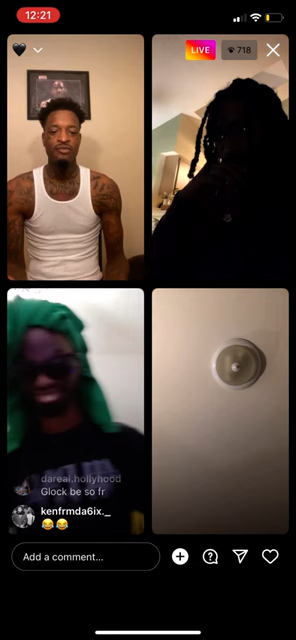 12:21
LIVE
718
dareal.hollyhood
Glock be so fr
kenfrmda6ix._
😂😂
Add a comment...